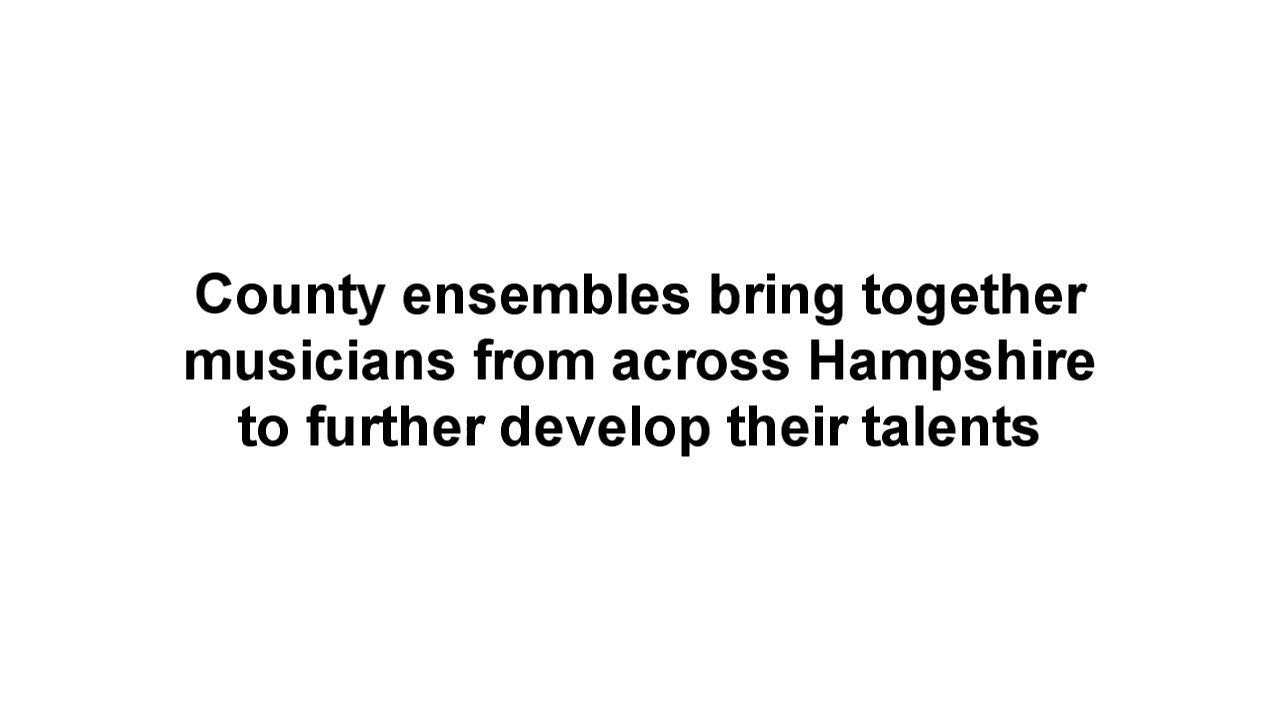 County ensembles bring together
musicians from across Hampshire
to further develop their talents